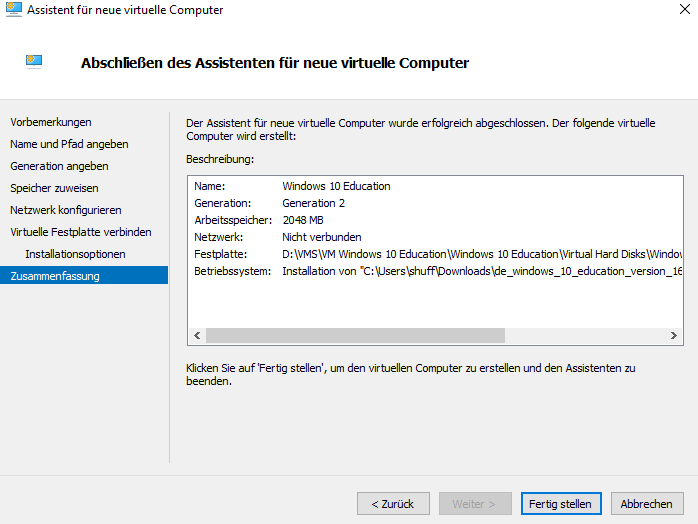 Assistent für neue virtuelle Computer
Abschließen des Assistenten für neue virtuelle Computer
Vorbemerkungen
Name und Pfad angeben
Generation angeben
Speicher zuweisen
Netzwerk konfigurieren
Virtuelle Festplatte verbinden
Installationsoptionen
Zusammenfassung
Der Assistent für neue virtuelle Computer wurde erfolgreich abgeschlossen. Der folgende virtuelle
Computer wird erstellt:
Beschreibung:
Name: Windows 10 Education
Generation: Generation 2
Arbeitsspeicher: 2048 MB
Netzwerk: Nicht verbunden
Festplatte: D:\VMS\VM Windows 10 Education\Windows 10 Education\Virtual Hard Disks\Window
Betriebssystem: Installation von "C:\Users\shuff\Downloads\de_windows_10_education_version_16
Klicken Sie auf 'Fertig stellen', um den virtuellen Computer zu erstellen und den Assistenten zu
beenden.
< Zurück Weiter > Fertig stellen Abbrechen